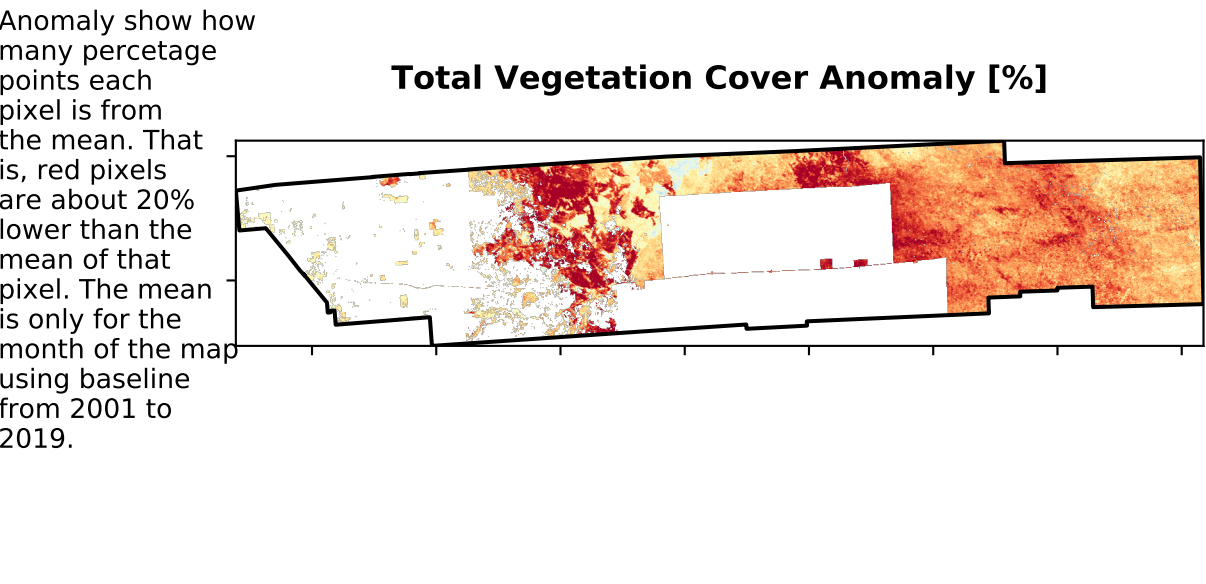 Anomaly show how
many percetage
points each
pixel is from
the mean. That
is, red pixels
are about 20%
lower than the
mean of that
pixel. The mean
is only for the
month of the map
using baseline
from 2001 to
2019.
Total Vegetation Cover Anomaly [%]